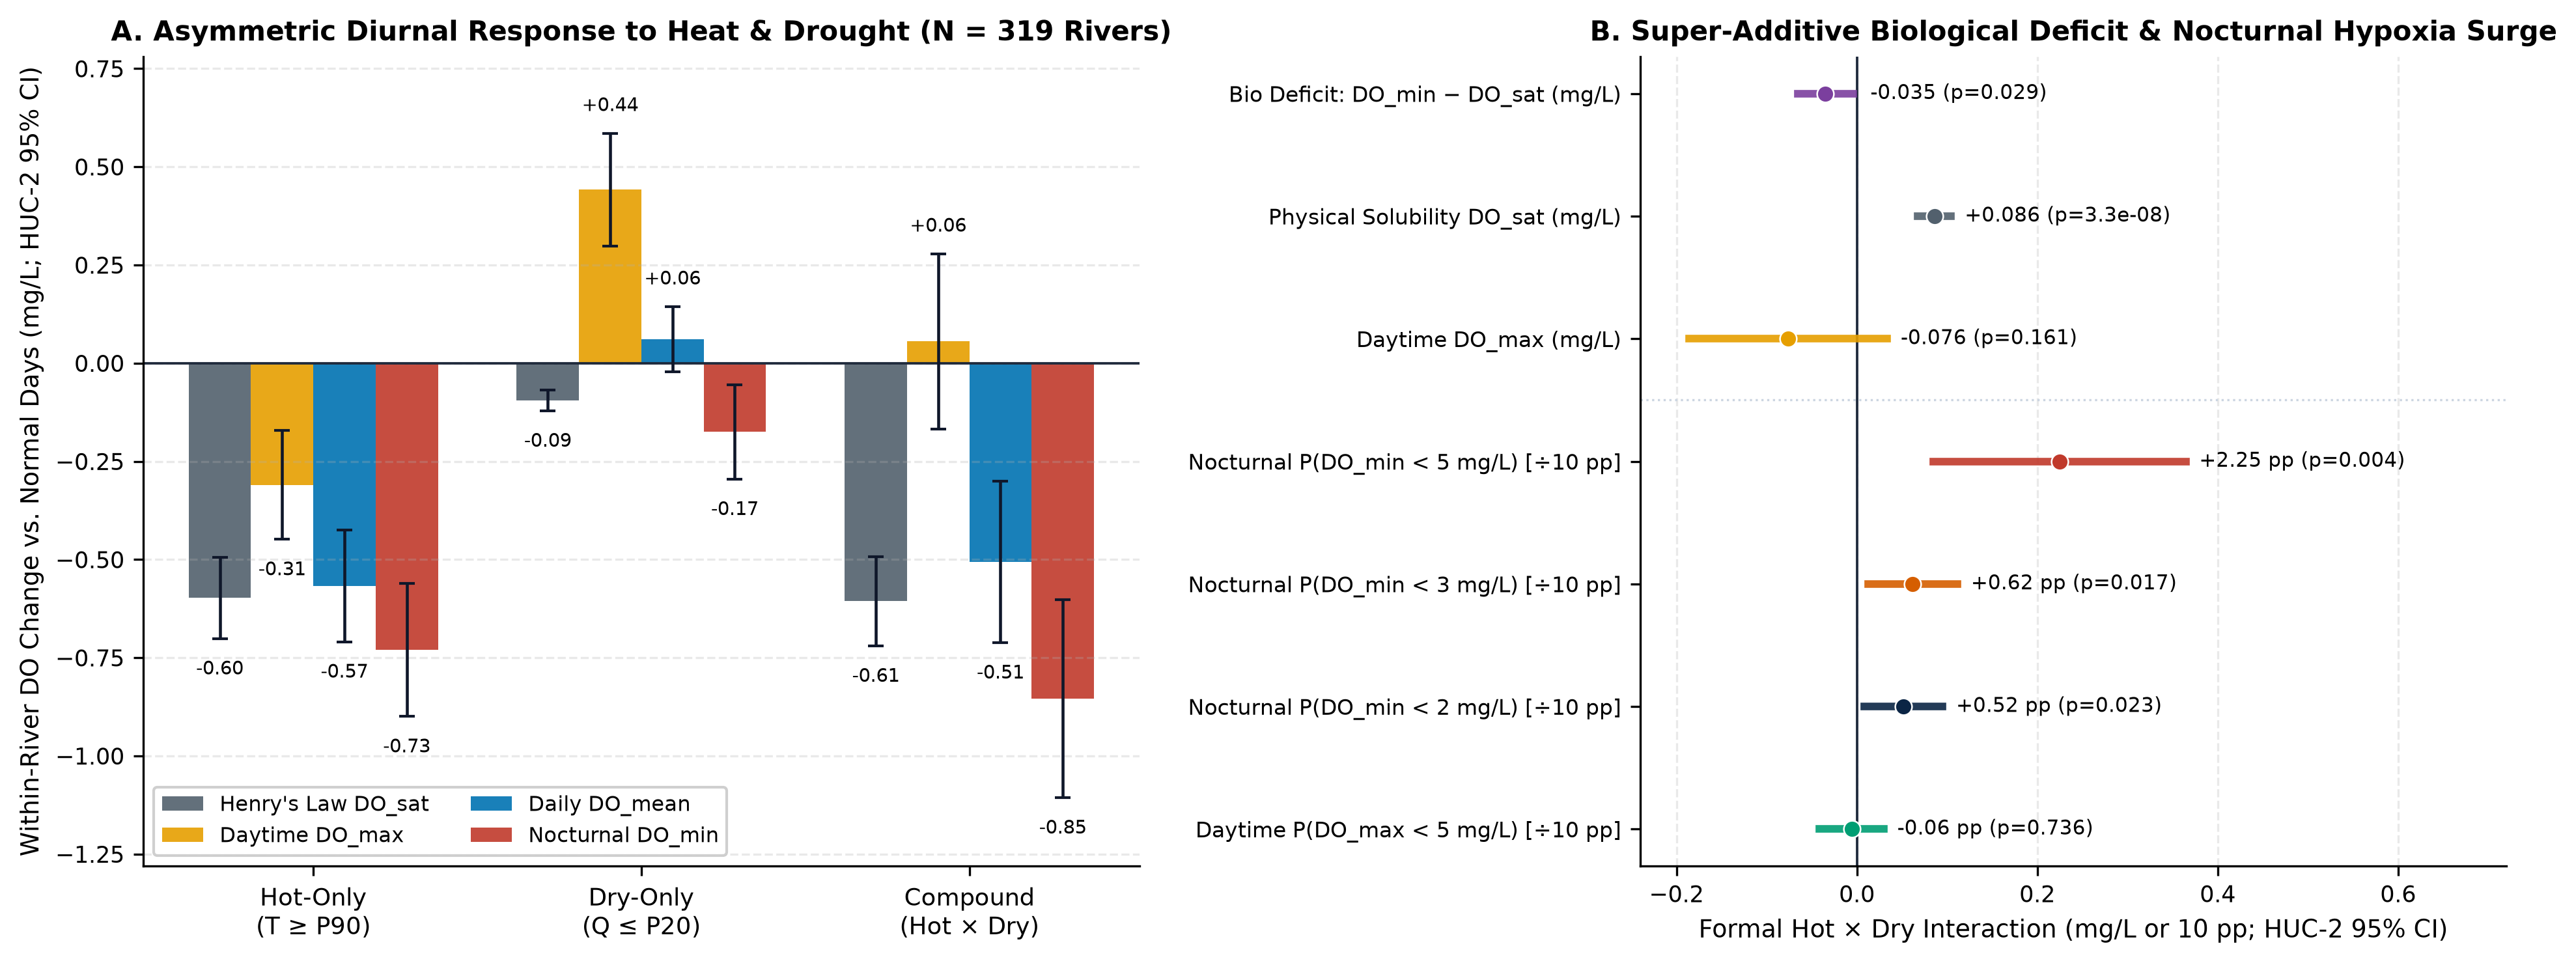 A. Asymmetric Diurnal Response to Heat & Drought (N = 319 Rivers)
Within-River DO Change vs. Normal Days (mg/L; HUC-2 95% CI)
0.75
0.50
0.25
0.00
−0.25
−0.50
−0.75
−1.00
−1.25
-0.60
-0.31
-0.57
-0.73
-0.09
+0.44
+0.06
-0.17
-0.61
+0.06
-0.51
-0.85
Henry's Law DO_sat
Daytime DO_max
Daily DO_mean
Nocturnal DO_min
Hot-Only
(T ≥ P90)
Dry-Only
(Q ≤ P20)
Compound
(Hot × Dry)
B. Super-Additive Biological Deficit & Nocturnal Hypoxia Surge
Bio Deficit: DO_min − DO_sat (mg/L)
-0.035 (p=0.029)
Physical Solubility DO_sat (mg/L)
+0.086 (p=3.3e-08)
Daytime DO_max (mg/L)
-0.076 (p=0.161)
Nocturnal P(DO_min < 5 mg/L) [÷10 pp]
+2.25 pp (p=0.004)
Nocturnal P(DO_min < 3 mg/L) [÷10 pp]
+0.62 pp (p=0.017)
Nocturnal P(DO_min < 2 mg/L) [÷10 pp]
+0.52 pp (p=0.023)
Daytime P(DO_max < 5 mg/L) [÷10 pp]
-0.06 pp (p=0.736)
−0.2
0.0
0.2
0.4
0.6
Formal Hot × Dry Interaction (mg/L or 10 pp; HUC-2 95% CI)